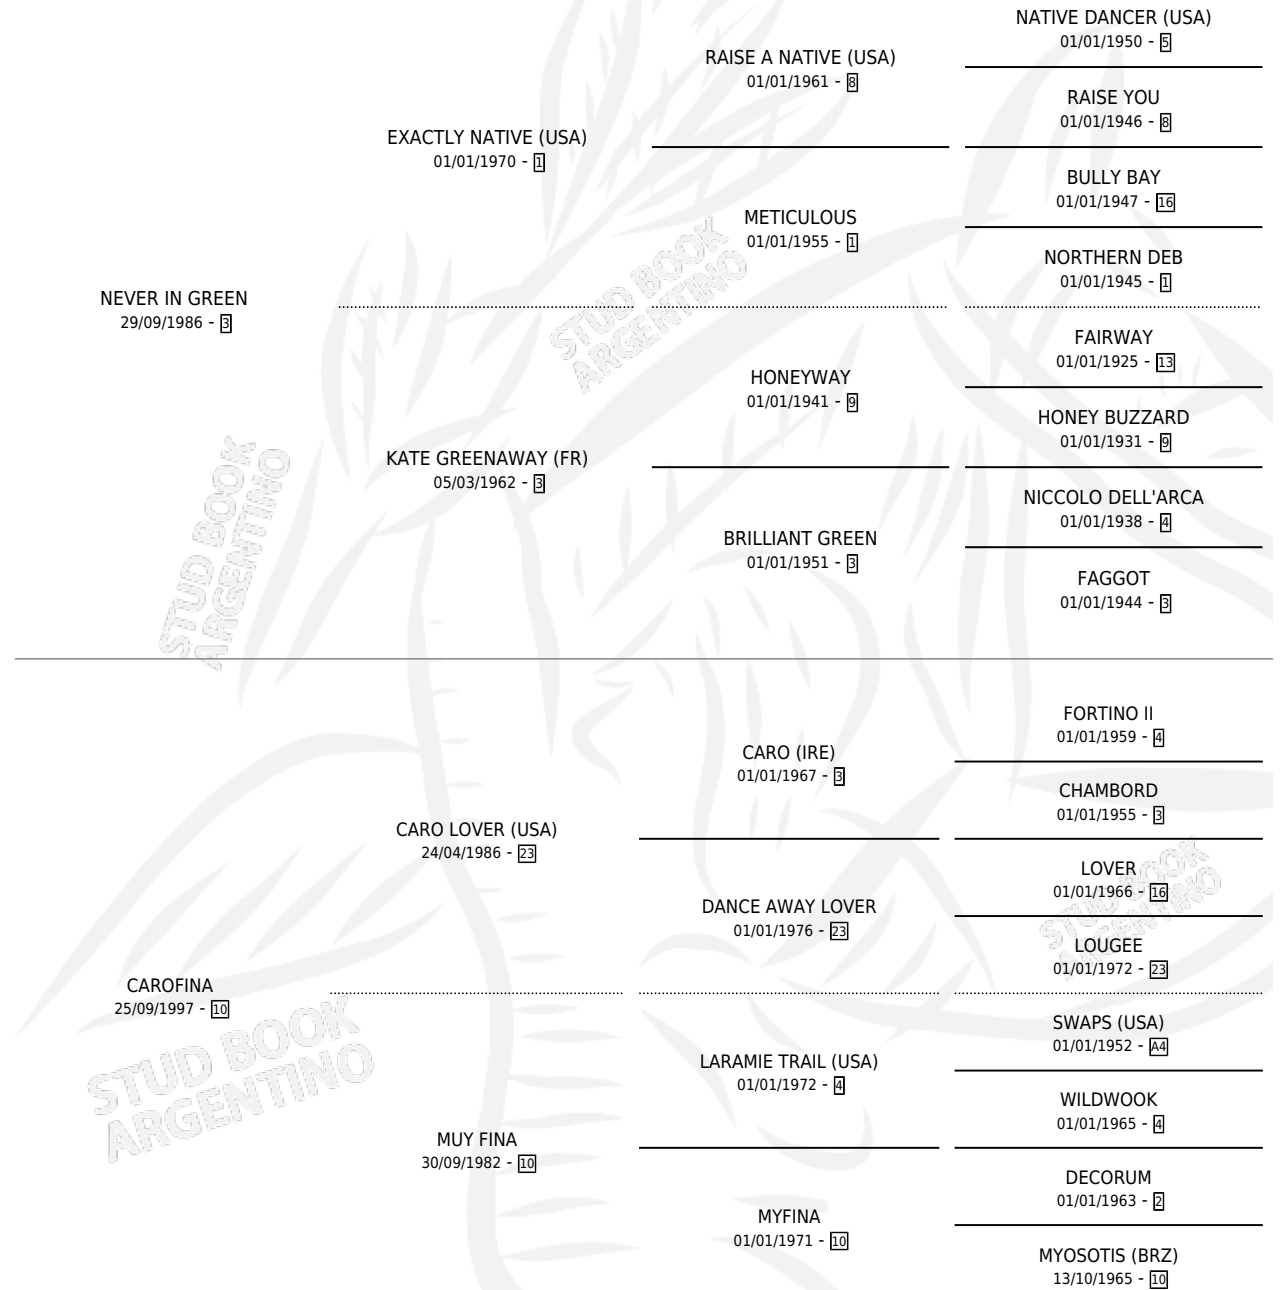 NATIVE DANCER (USA)
01/01/1950 - 5
RAISE A NATIVE (USA)
01/01/1961 - 8
RAISE YOU
01/01/1946 - 8
EXACTLY NATIVE (USA)
01/01/1970 - 1
BULLY BAY
01/01/1947 - 16
METICULOUS
01/01/1955 - 1
NORTHERN DEB
01/01/1945 - 1
NEVER IN GREEN
29/09/1986 - 3
FAIRWAY
01/01/1925 - 13
HONEYWAY
01/01/1941 - 9
HONEY BUZZARD
01/01/1931 - 9
KATE GREENAWAY (FR)
05/03/1962 - 3
NICCOLO DELL'ARCA
01/01/1938 - 4
BRILLIANT GREEN
01/01/1951 - 3
FAGGOT
01/01/1944 - 3
FORTINO II
01/01/1959 - 4
CARO (IRE)
01/01/1967 - 3
CHAMBORD
01/01/1955 - 3
CARO LOVER (USA)
24/04/1986 - 23
LOVER
01/01/1966 - 16
DANCE AWAY LOVER
01/01/1976 - 23
LOUGEE
01/01/1972 - 23
CAROFINA
25/09/1997 - 10
SWAPS (USA)
01/01/1952 - A4
LARAMIE TRAIL (USA)
01/01/1972 - 4
WILDWOOK
01/01/1965 - 4
MUY FINA
30/09/1982 - 10
DECORUM
01/01/1963 - 2
MYFINA
01/01/1971 - 10
MYOSOTIS (BRZ)
13/10/1965 - 10
STUD BOOK
ARGENTINO
STUD BOOK
ARGENTINO
STUD BOOK
ARGENTINO
STUD BOOK
ARGENTINO